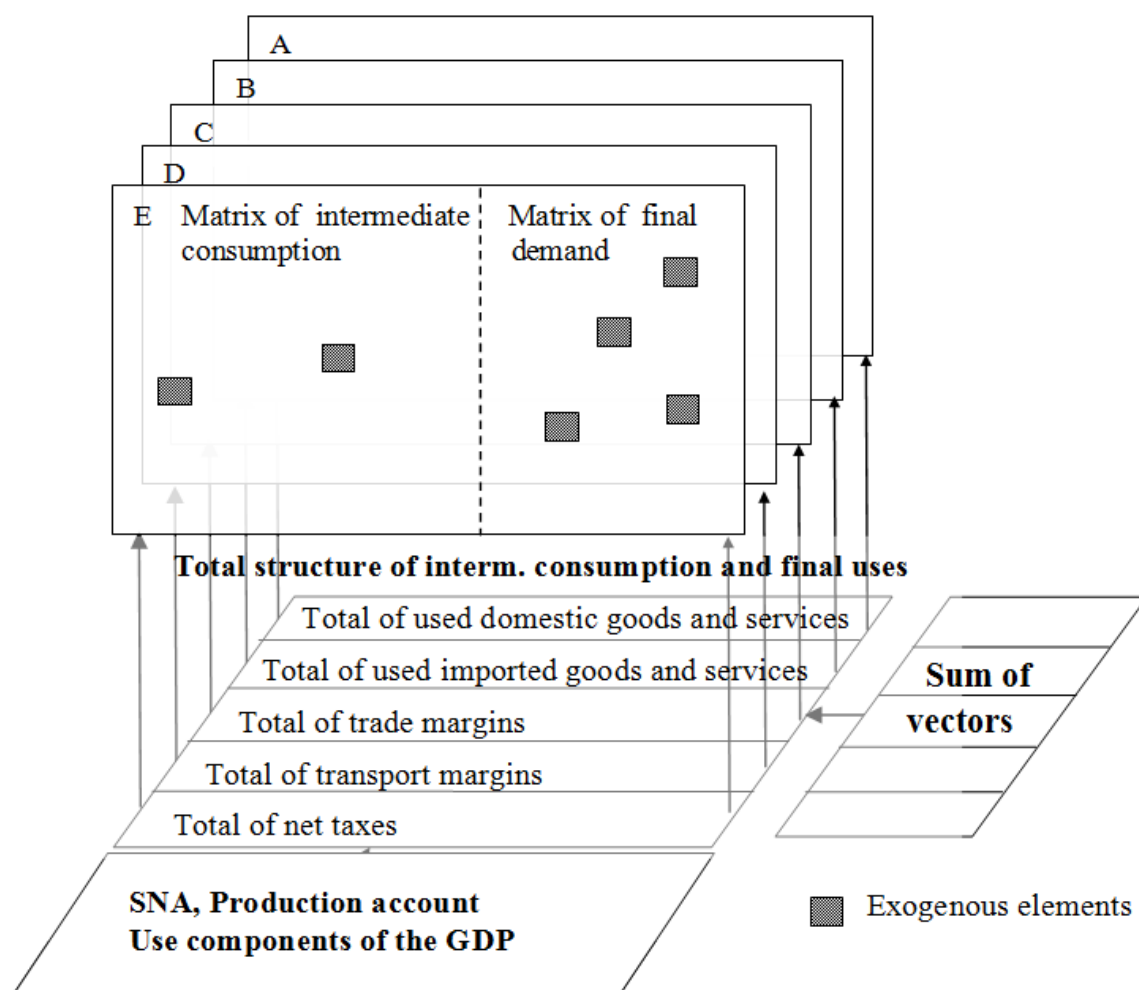 A
B
C
D
E
Matrix of intermediate
consumption
Matrix of final
demand
Total structure of interm. consumption and final uses
Total of used domestic goods and services
Total of used imported goods and services
Total of trade margins
Total of transport margins
Total of net taxes
Sum of
vectors
SNA, Production account
Use components of the GDP
Exogenous elements